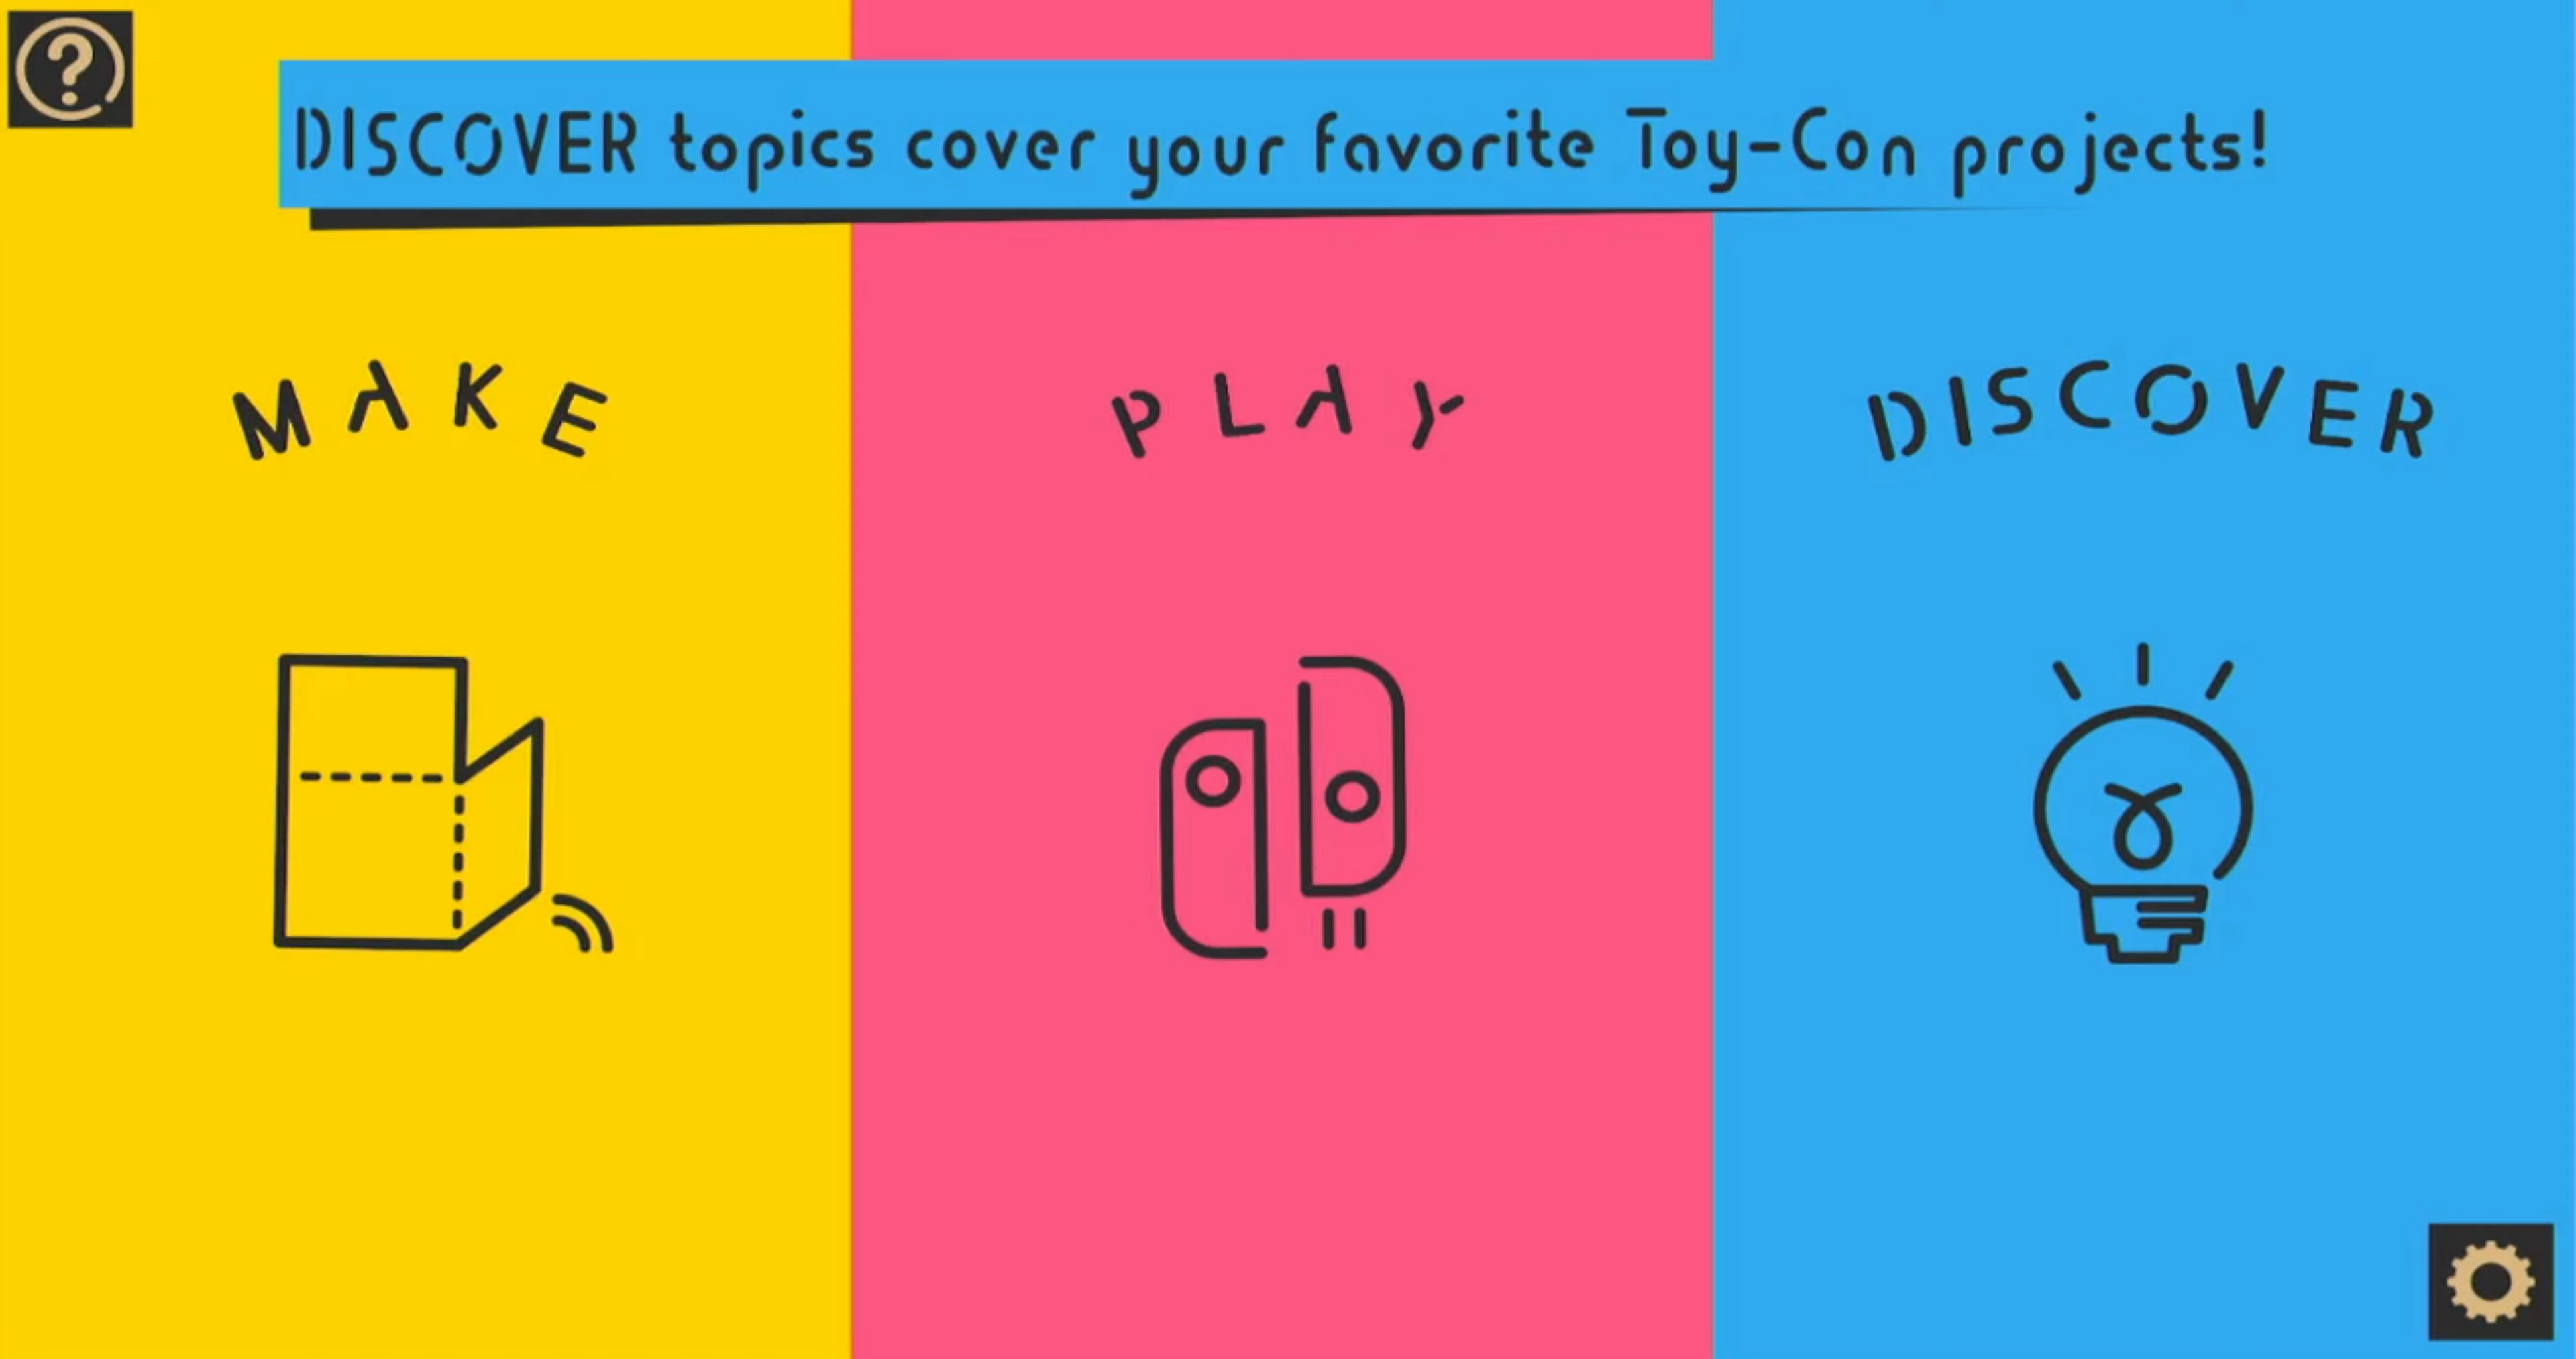 ?
DISCOVER topics cover your favorite Toy-Con projects!
MAKE
PLAY
DISCOVER